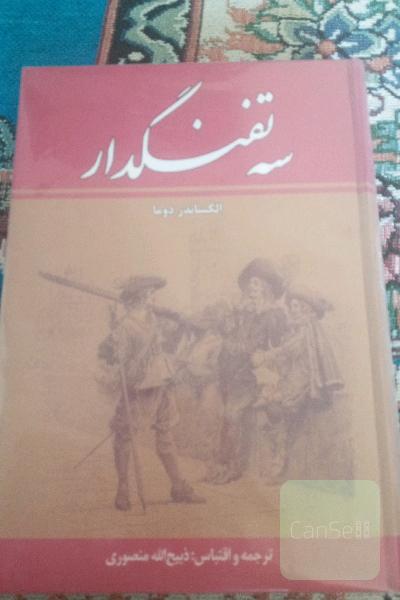 سه تفنگدار
الکساندر دوما
ترجمه و اقتباس: ذبیح‌الله منصوری
CanSell